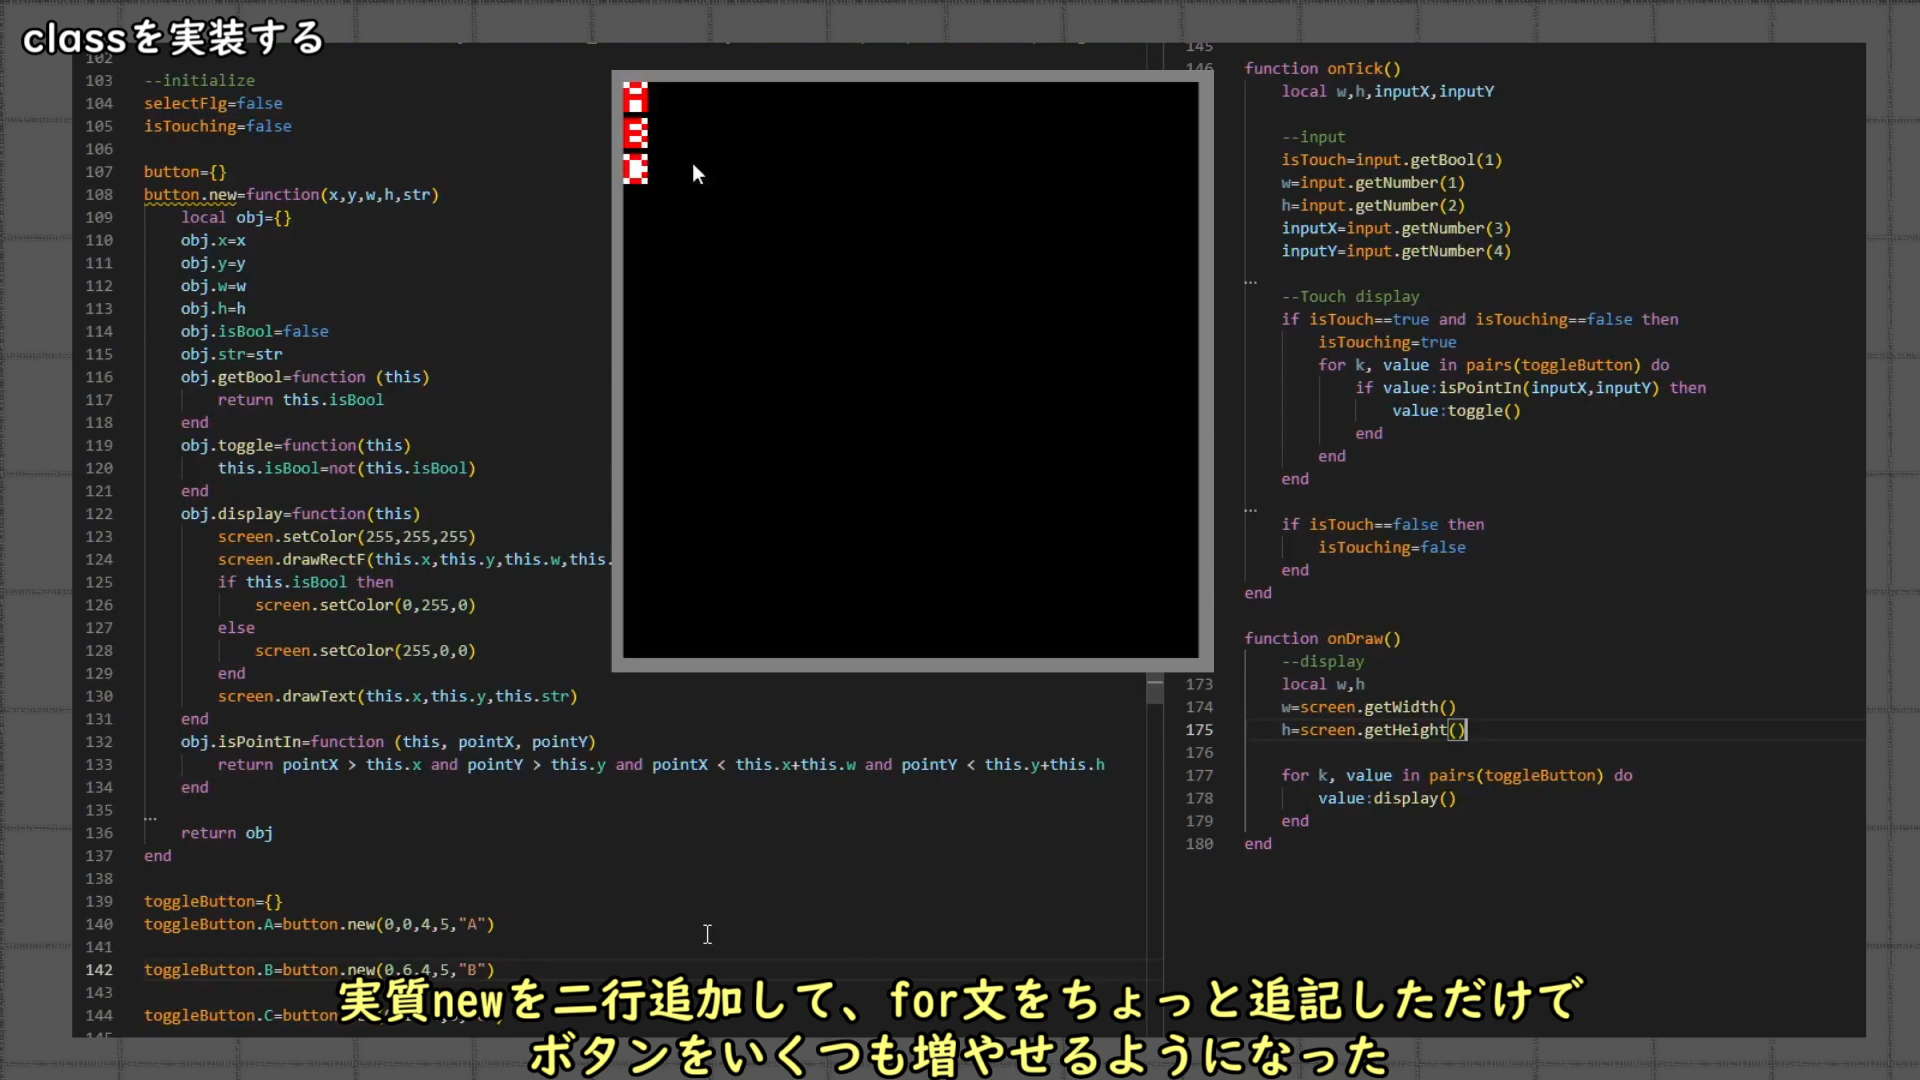 classを実装する
102
103 --initialize
104 selectFlg=false
105 isTouching=false
106
107 button={}
108 button.new=function(x,y,w,h,str)
109 local obj={}
110 obj.x=x
111 obj.y=y
112 obj.w=w
113 obj.h=h
114 obj.isBool=false
115 obj.str=str
116 obj.getBool=function (this)
117 return this.isBool
118 end
119 obj.toggle=function(this)
120 this.isBool=not(this.isBool)
121 end
122 obj.display=function(this)
123 screen.setColor(255,255,255)
124 screen.drawRectF(this.x,this.y,this.w,this.
125 if this.isBool then
126 screen.setColor(0,255,0)
127 else
128 screen.setColor(255,0,0)
129 end
130 screen.drawText(this.x,this.y,this.str)
131 end
132 obj.isPointIn=function (this, pointX, pointY)
133 return pointX > this.x and pointY > this.y and pointX < this.x+this.w and pointY < this.y+this.h
134 end
135
...
136 return obj
137 end
138
139 toggleButton={}
140 toggleButton.A=button.new(0,0,4,5,"A")
141
142 toggleButton.B=button.new(0,6,4,5,"B")
143
144 toggleButton.C=button
145
A
B
C
145
146 function onTick()
local w,h,inputX,inputY
--input
isTouch=input.getBool(1)
w=input.getNumber(1)
h=input.getNumber(2)
inputX=input.getNumber(3)
inputY=input.getNumber(4)
...
--Touch display
if isTouch==true and isTouching==false then
isTouching=true
for k, value in pairs(toggleButton) do
if value:isPointIn(inputX,inputY) then
value:toggle()
end
end
end
...
if isTouch==false then
isTouching=false
end
end
function onDraw()
--display
173 local w,h
174 w=screen.getWidth()
175 h=screen.getHeight()
176
177 for k, value in pairs(toggleButton) do
178 value:display()
179 end
180 end
実質newを二行追加して、for文をちょっと追記しただけで
ボタンをいくつも増やせるようになった